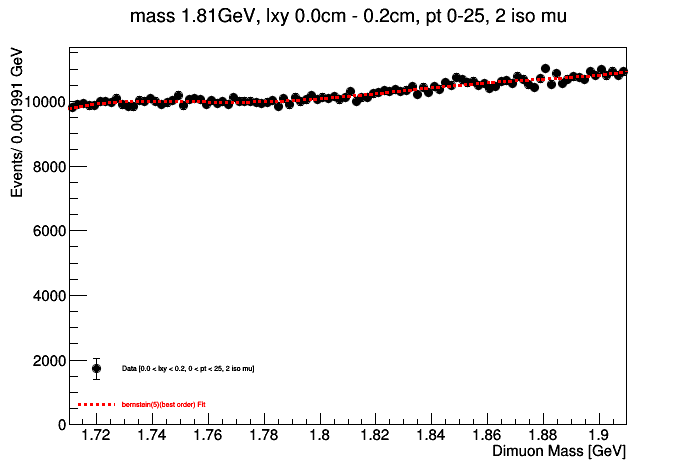 mass 1.81GeV, lxy 0.0cm - 0.2cm, pt 0-25, 2 iso mu
Events/ 0.001991 GeV
10000
8000
6000
4000
2000
0
Data [0.0 < lxy < 0.2, 0 < pt < 25, 2 iso mu]
bernstein(5)(best order) Fit
1.72 1.74 1.76 1.78 1.8 1.82 1.84 1.86 1.88 1.9
Dimuon Mass [GeV]